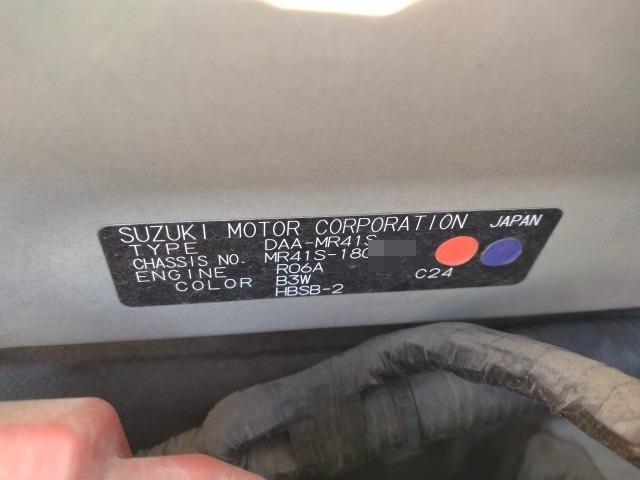 SUZUKI MOTOR CORPORATION JAPAN
TYPE DAA-MR41S
CHASSIS NO. MR41S-180
ENGINE R06A
COLOR B3W C24
HBSB-2